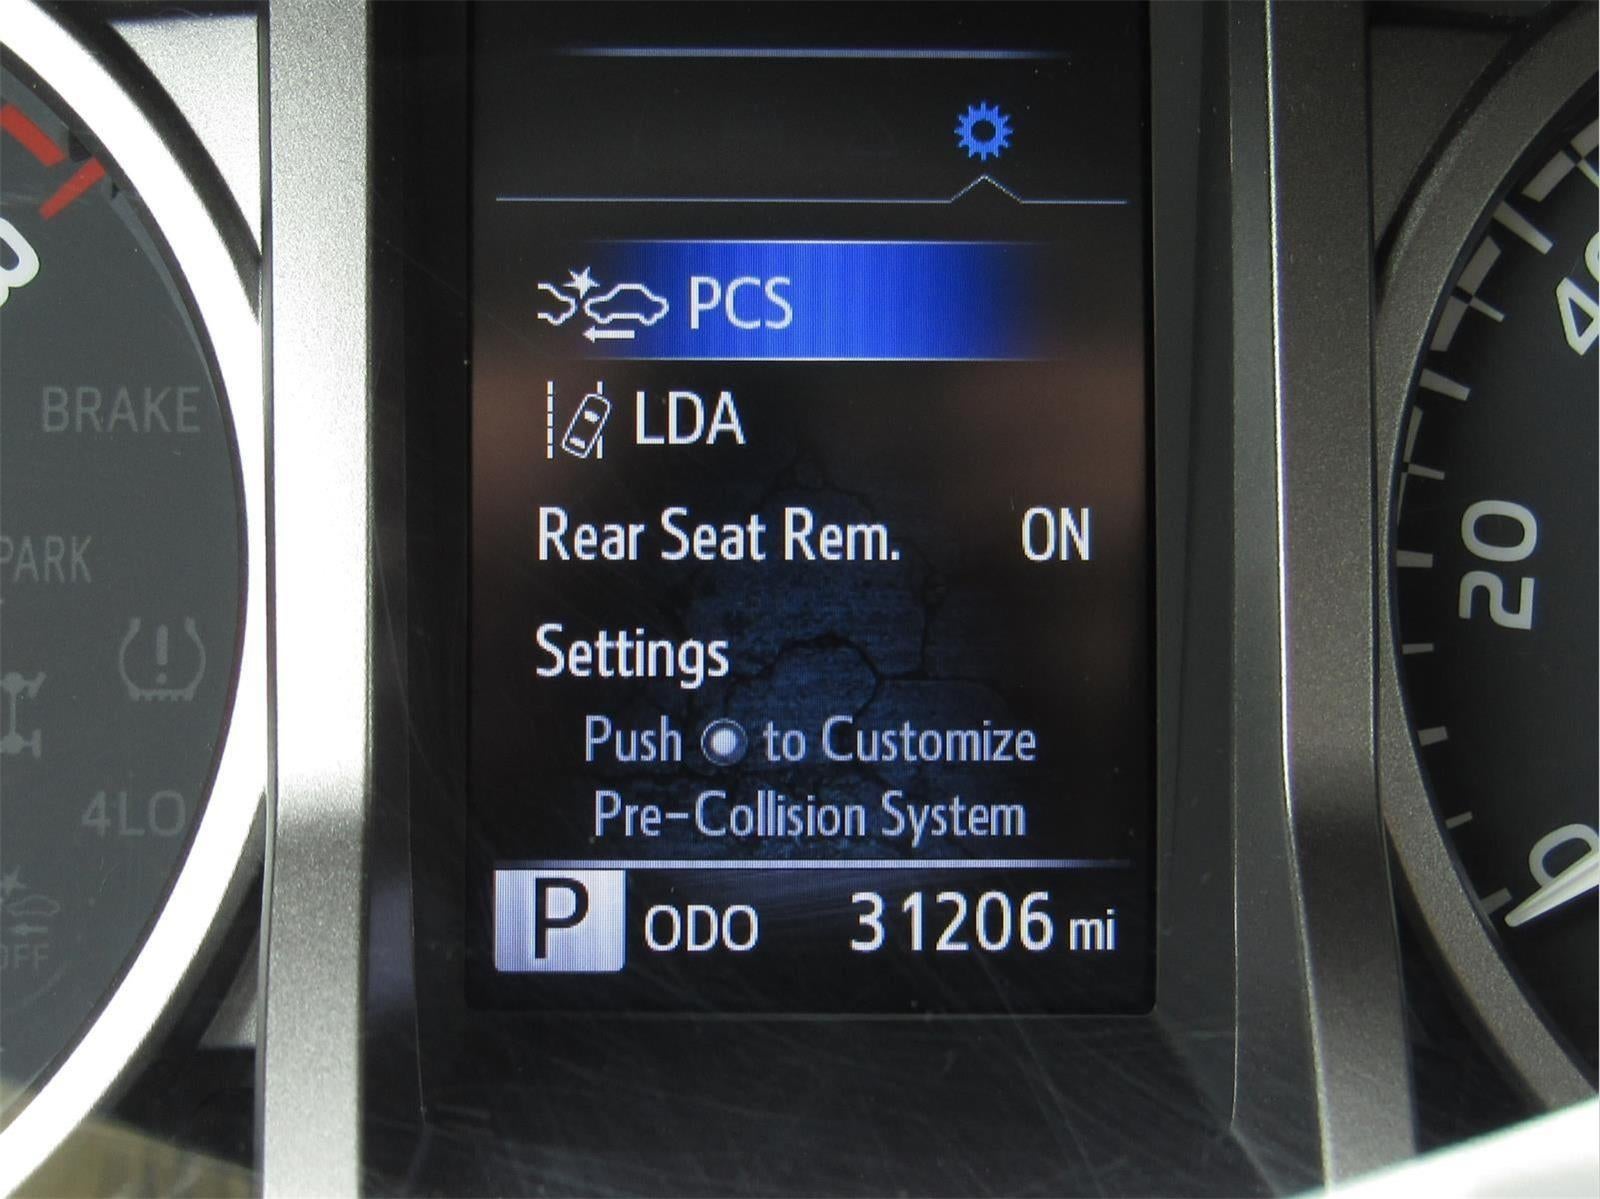 PCS
LDA
Rear Seat Rem. ON
Settings
Push to Customize
Pre-Collision System
P ODO 31206 mi
BRAKE
PARK
4LO
OFF
20
0